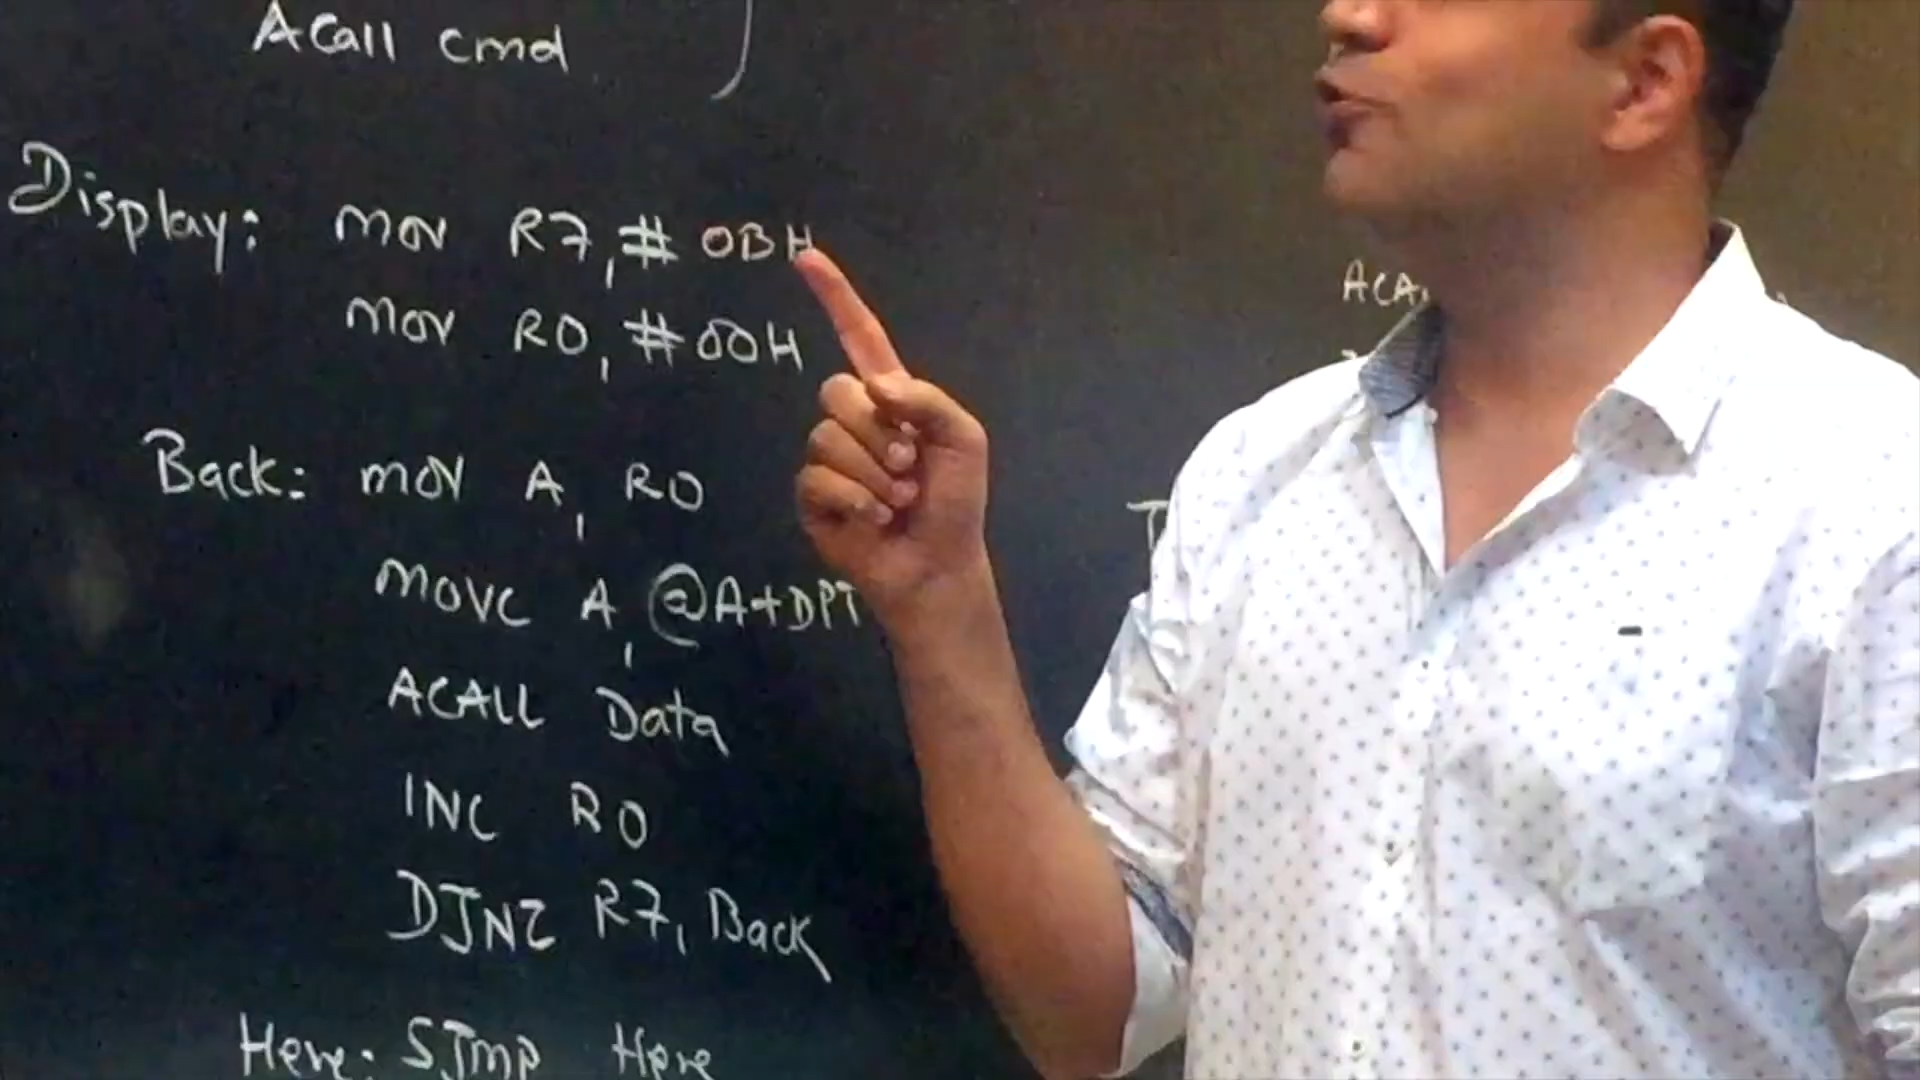 ACall cmd
Display: mov R7, # 0BH
mov R0, #00H
Back: mov A, R0
movc A, @A+DPT
ACALL Data
INC R0
DJNZ R7, Back
Here: SJmp Here
ACA